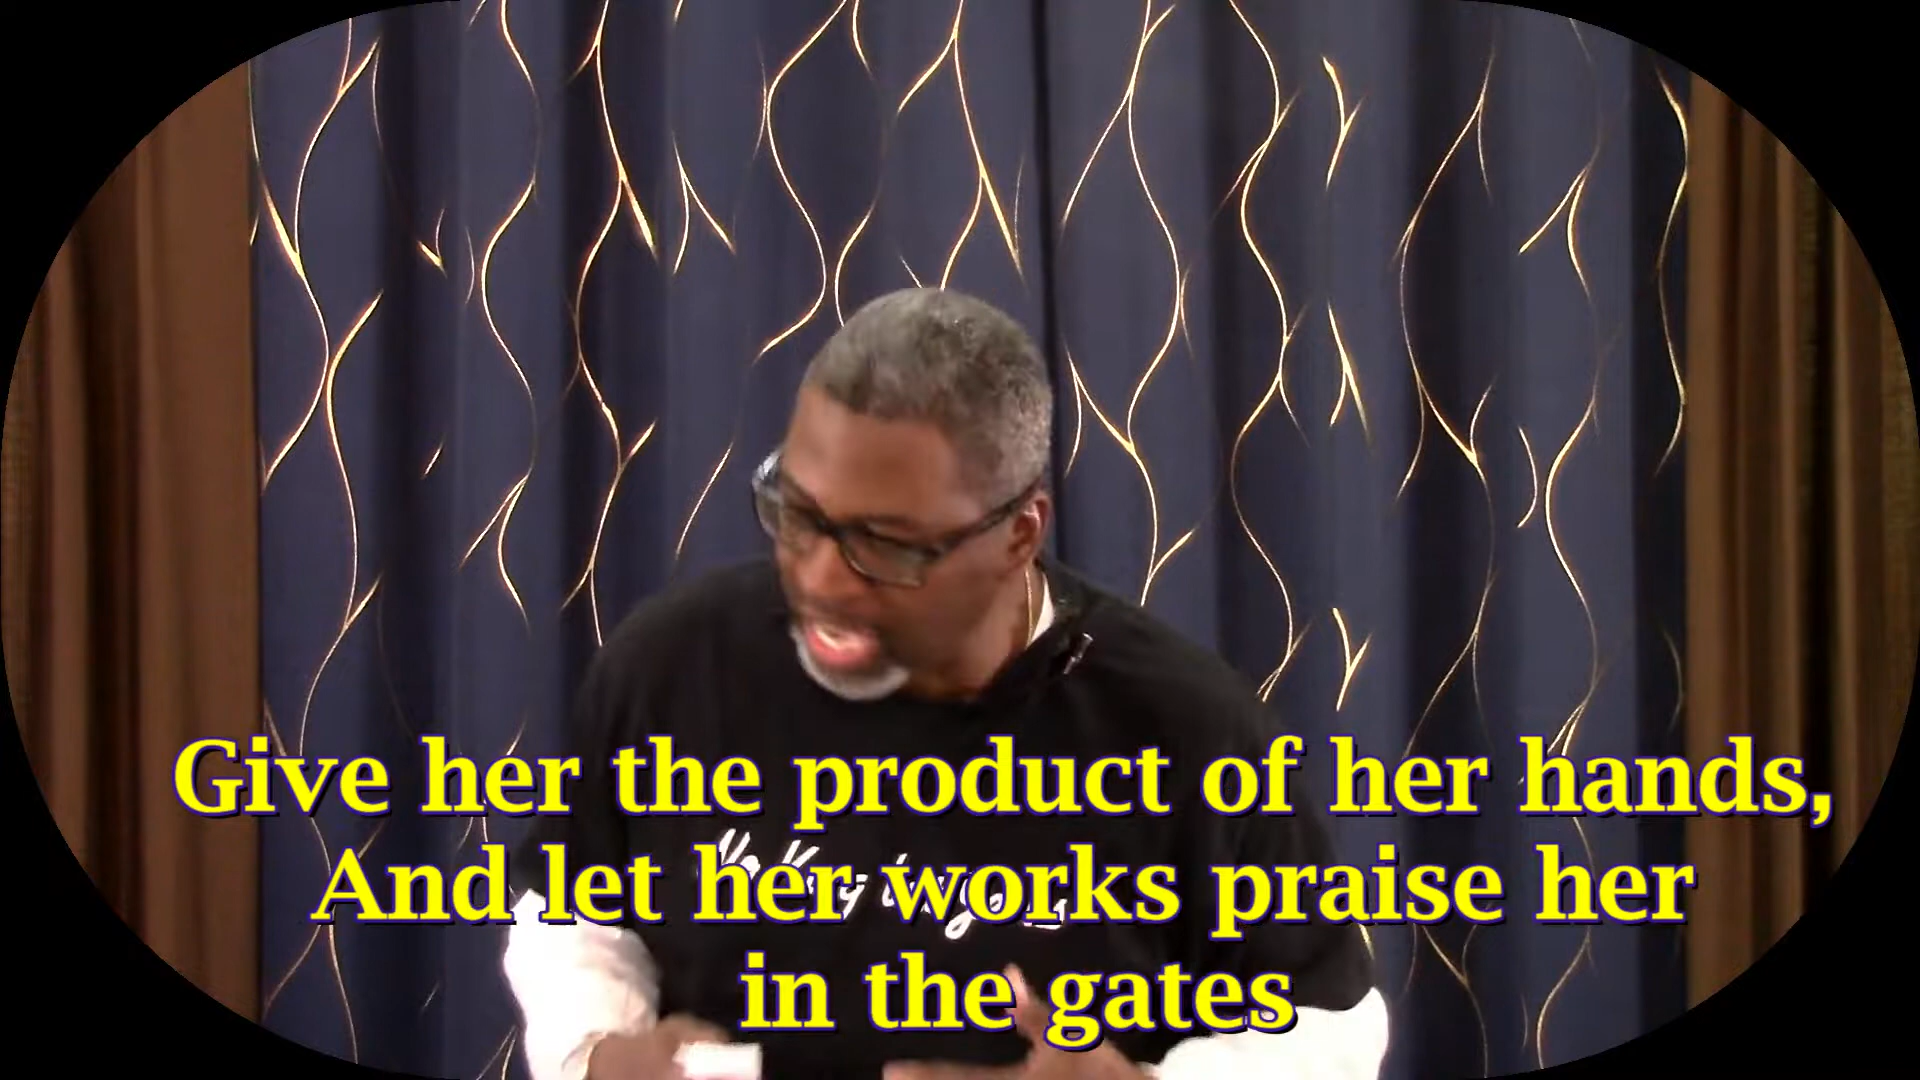 Give her the product of her hands,
And let her works praise her
in the gates